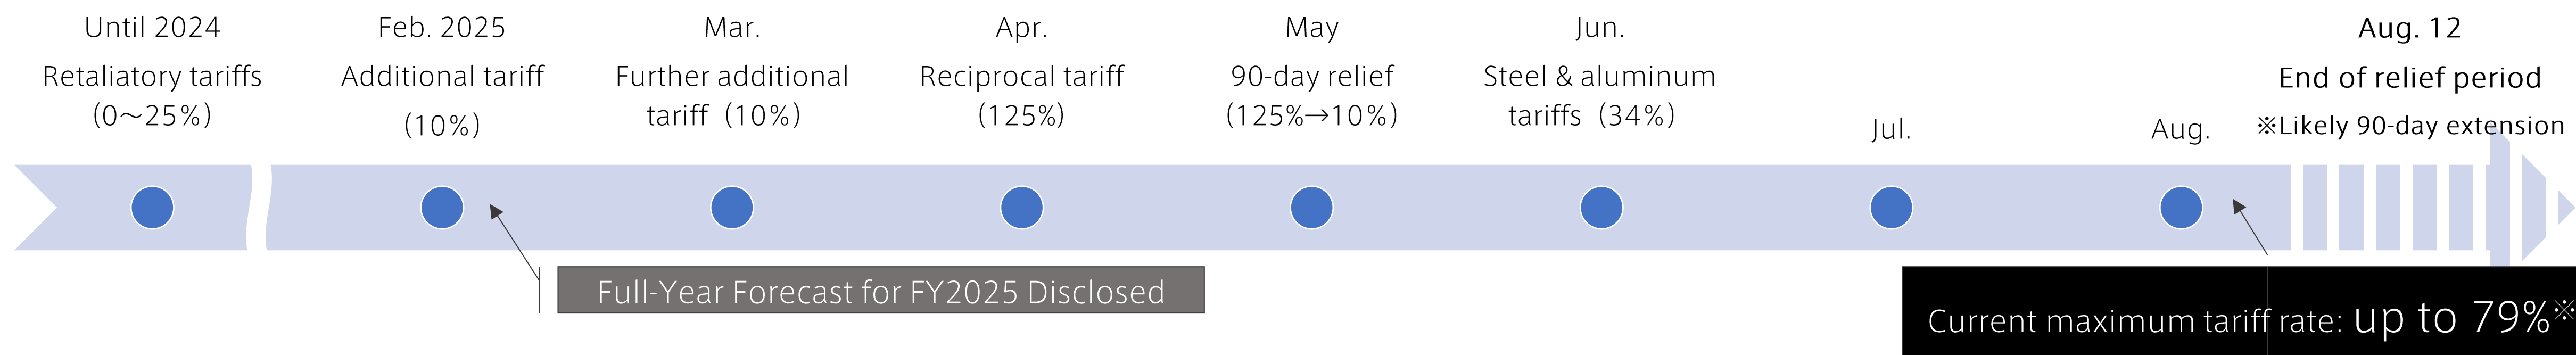 Until 2024
Retaliatory tariffs
(0～25%)
Feb. 2025
Additional tariff
(10%)
Mar.
Further additional
tariff (10%)
Apr.
Reciprocal tariff
(125%)
May
90-day relief
(125%→10%)
Jun.
Steel & aluminum
tariffs (34%)
Jul.
Aug.
Aug. 12
End of relief period
※Likely 90-day extension
Full-Year Forecast for FY2025 Disclosed
Current maximum tariff rate: up to 79%※